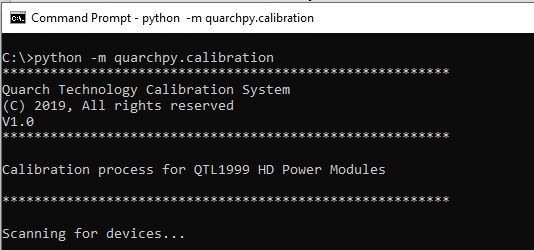 Command Prompt - python -m quarchpy.calibration
C:\>python -m quarchpy.calibration
********************************************************
Quarch Technology Calibration System
(C) 2019, All rights reserved
V1.0
********************************************************
Calibration process for QTL1999 HD Power Modules
********************************************************
Scanning for devices...